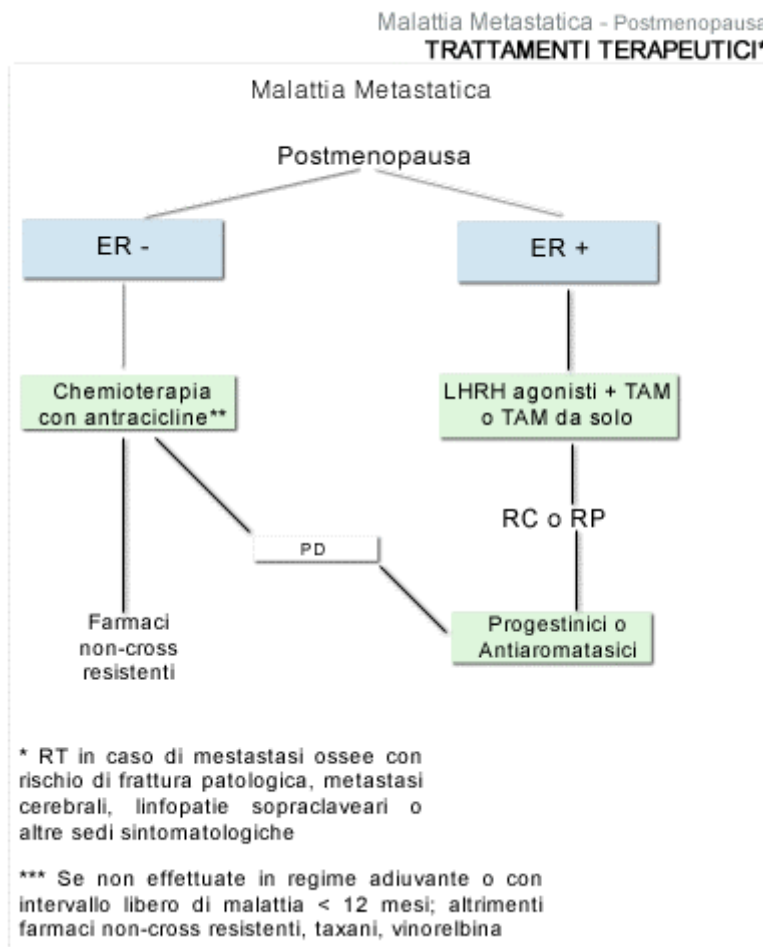 Malattia Metastatica - Postmenopausa
TRATTAMENTI TERAPEUTICI*
Malattia Metastatica
Postmenopausa
ER -
ER +
Chemioterapia
con antracicline**
LHRH agonisti + TAM
o TAM da solo
RC o RP
PD
Farmaci
non-cross
resistenti
Progestinici o
Antiaromatasici
* RT in caso di mestastasi ossee con
rischio di frattura patologica, metastasi
cerebrali, linfopatie sopraclaveari o
altre sedi sintomatologiche
*** Se non effettuate in regime adiuvante o con
intervallo libero di malattia < 12 mesi; altrimenti
farmaci non-cross resistenti, taxani, vinorelbina